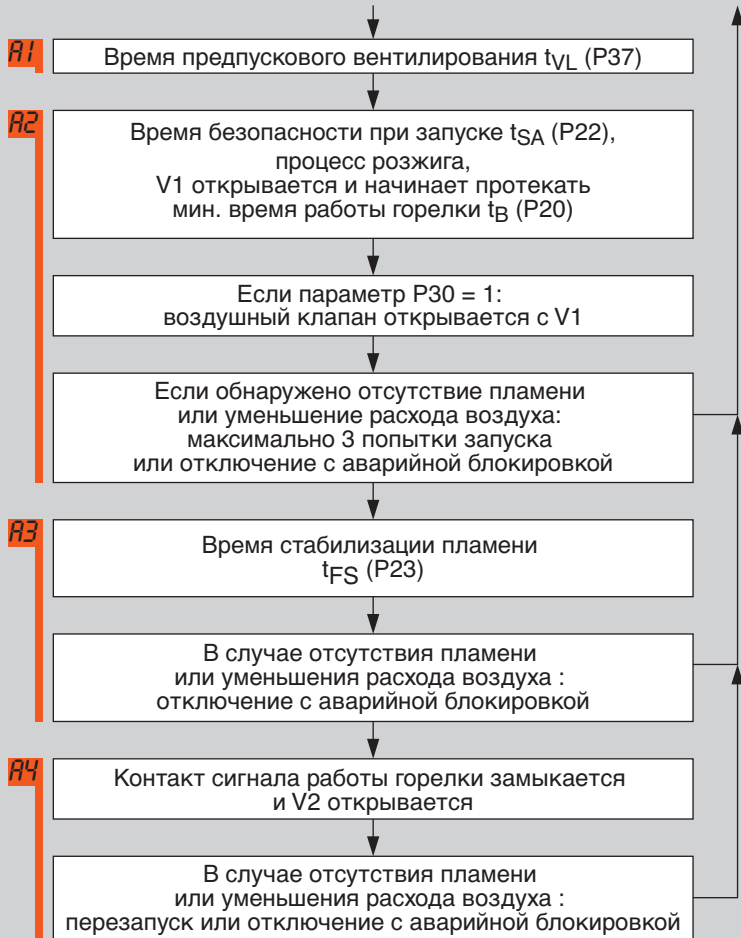 A1
Время предпускового вентилирования tVL (P37)
A2
Время безопасности при запуске tSA (P22),
процесс розжига,
V1 открывается и начинает протекать
мин. время работы горелки tB (P20)
Если параметр P30 = 1:
воздушный клапан открывается с V1
Если обнаружено отсутствие пламени
или уменьшение расхода воздуха:
максимально 3 попытки запуска
или отключение с аварийной блокировкой
A3
Время стабилизации пламени
tFS (P23)
В случае отсутствия пламени
или уменьшения расхода воздуха :
отключение с аварийной блокировкой
A4
Контакт сигнала работы горелки замыкается
и V2 открывается
В случае отсутствия пламени
или уменьшения расхода воздуха :
перезапуск или отключение с аварийной блокировкой